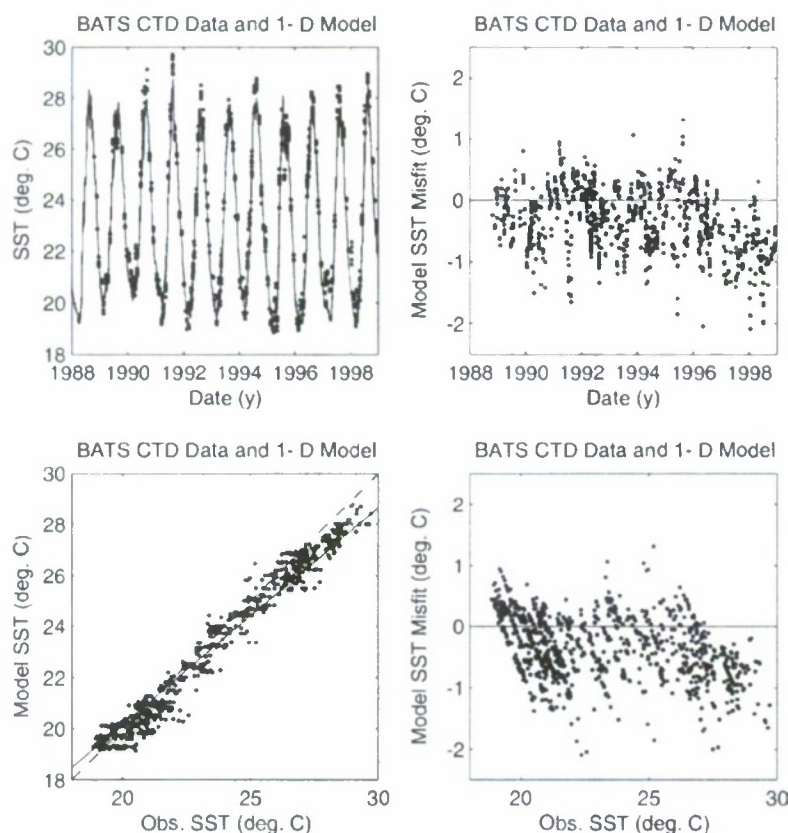 BATS CTD Data and 1- D Model
30
28
26
24
22
20
18
SST (deg. C)
1988 1990 1992 1994 1996 1998
Date (y)
BATS CTD Data and 1- D Model
2
1
0
-1
-2
Model SST Misfit (deg. C)
1988 1990 1992 1994 1996 1998
Date (y)
BATS CTD Data and 1- D Model
30
28
26
24
22
20
18
Model SST (deg. C)
20 25 30
Obs. SST (deg. C)
BATS CTD Data and 1- D Model
2
1
0
-1
-2
Model SST Misfit (deg. C)
20 25 30
Obs. SST (deg. C)